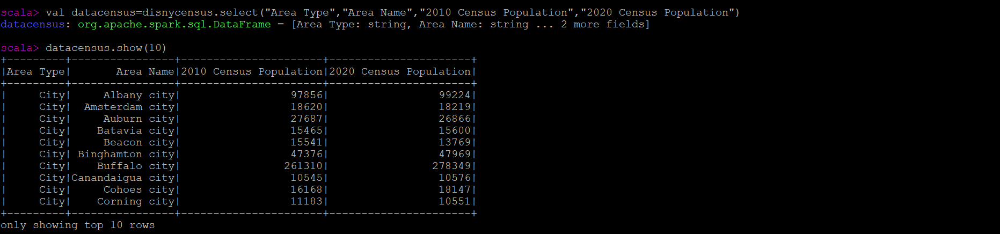 scala> val datacensus=disnycensus.select("Area Type","Area Name","2010 Census Population","2020 Census Population")
datacensus: org.apache.spark.sql.DataFrame = [Area Type: string, Area Name: string ... 2 more fields]
scala> datacensus.show(10)
+---------+----------------+----------------------+----------------------+
|Area Type|       Area Name|2010 Census Population|2020 Census Population|
+---------+----------------+----------------------+----------------------+
|     City|     Albany city|                 97856|                 99224|
|     City|  Amsterdam city|                 18620|                 18219|
|     City|     Auburn city|                 27687|                 26866|
|     City|    Batavia city|                 15465|                 15600|
|     City|     Beacon city|                 15541|                 13769|
|     City| Binghamton city|                 47376|                 47969|
|     City|    Buffalo city|                261310|                278349|
|     City|Canandaigua city|                 10545|                 10576|
|     City|     Cohoes city|                 16168|                 18147|
|     City|    Corning city|                 11183|                 10551|
+---------+----------------+----------------------+----------------------+
only showing top 10 rows